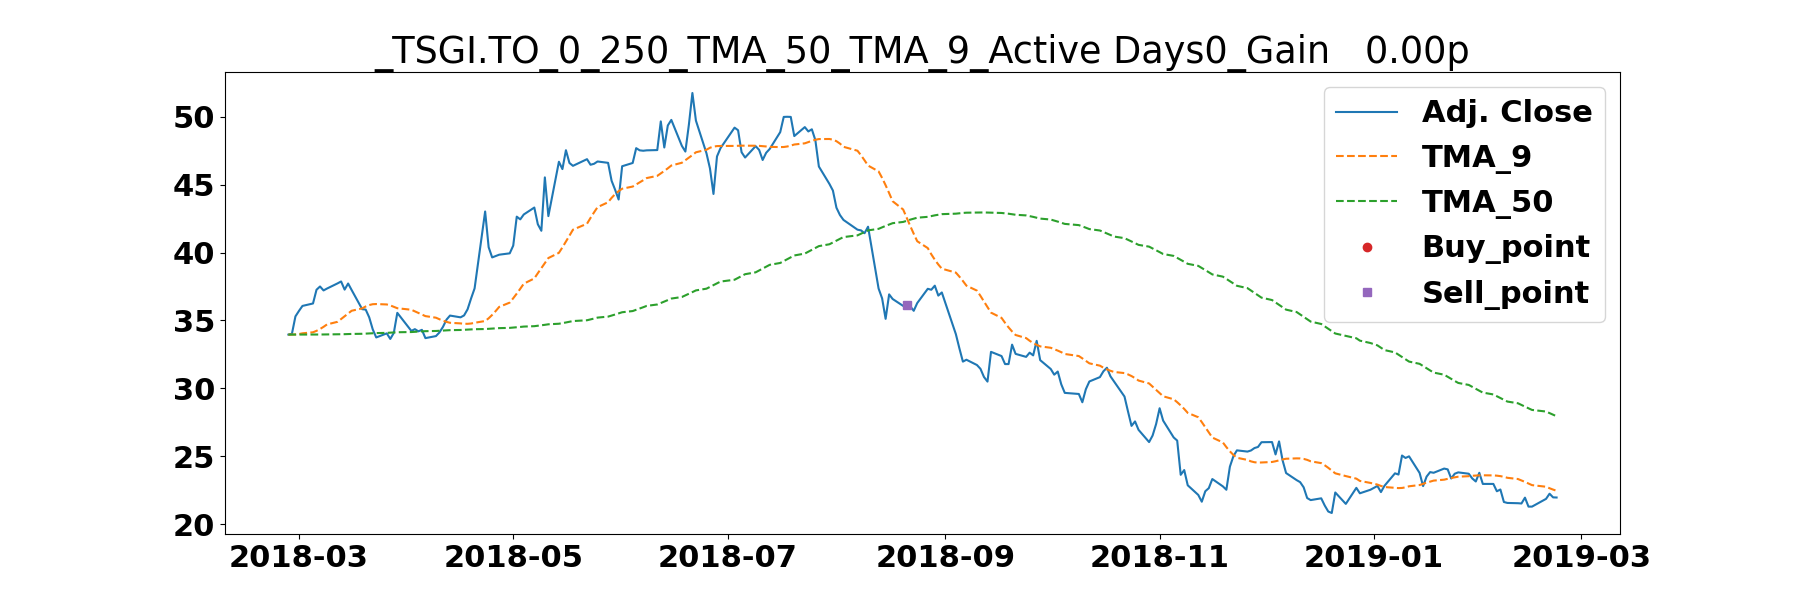 _TSGI.TO_0_250_TMA_50_TMA_9_Active Days0_Gain   0.00p
50
45
40
35
30
25
20
2018-03 2018-05 2018-07 2018-09 2018-11 2019-01 2019-03
Adj. Close
TMA_9
TMA_50
Buy_point
Sell_point